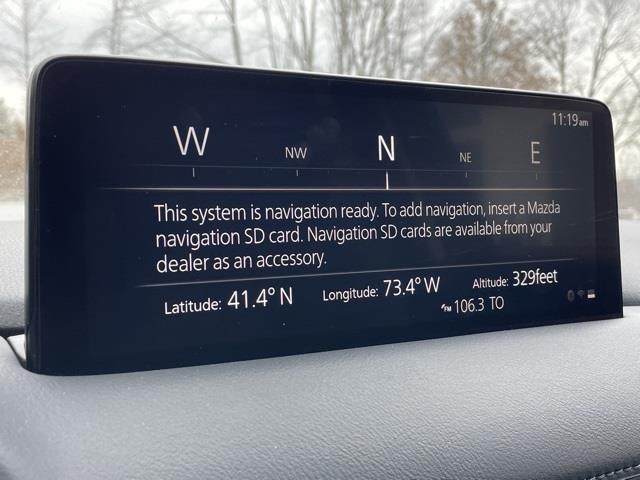 11:19am
W NW N NE E
This system is navigation ready. To add navigation, insert a Mazda
navigation SD card. Navigation SD cards are available from your
dealer as an accessory.
Latitude: 41.4° N Longitude: 73.4° W Altitude: 329feet
FM 106.3 TO